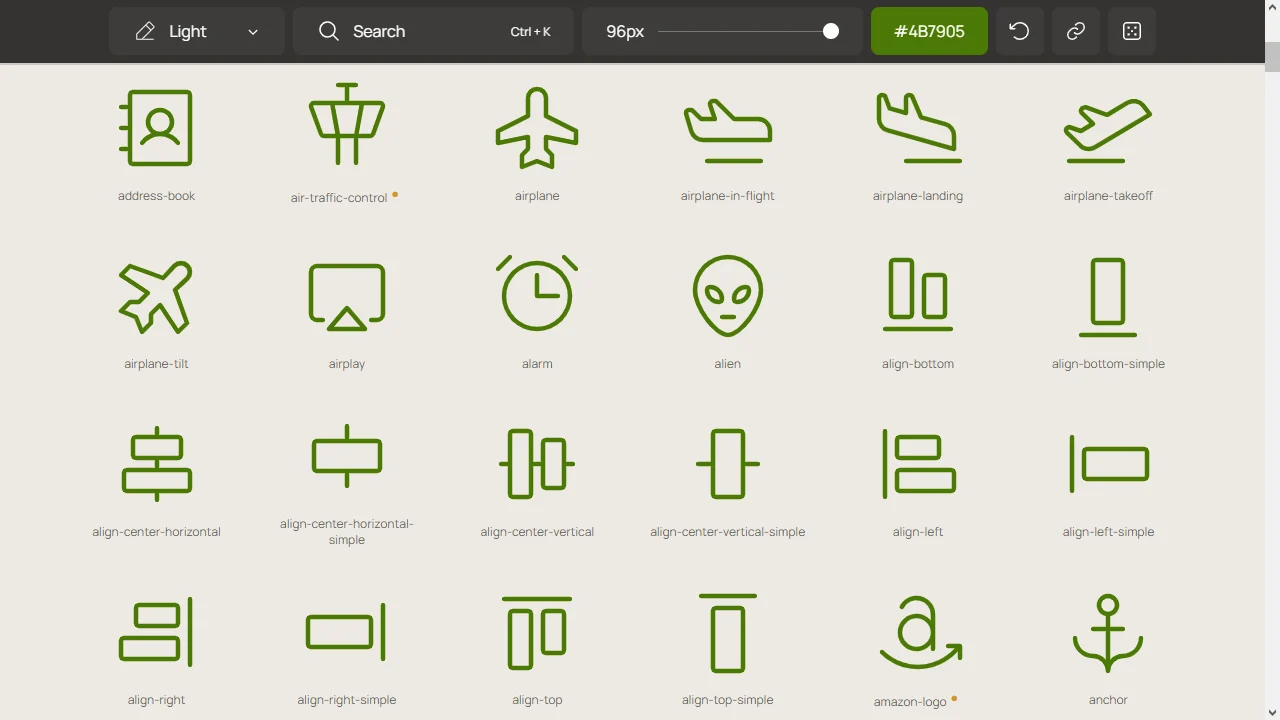 Light
Search
Ctrl + K
96px
#4B7905
address-book
air-traffic-control
airplane
airplane-in-flight
airplane-landing
airplane-takeoff
airplane-tilt
airplay
alarm
alien
align-bottom
align-bottom-simple
align-center-horizontal
align-center-horizontal-
simple
align-center-vertical
align-center-vertical-simple
align-left
align-left-simple
align-right
align-right-simple
align-top
align-top-simple
amazon-logo
anchor